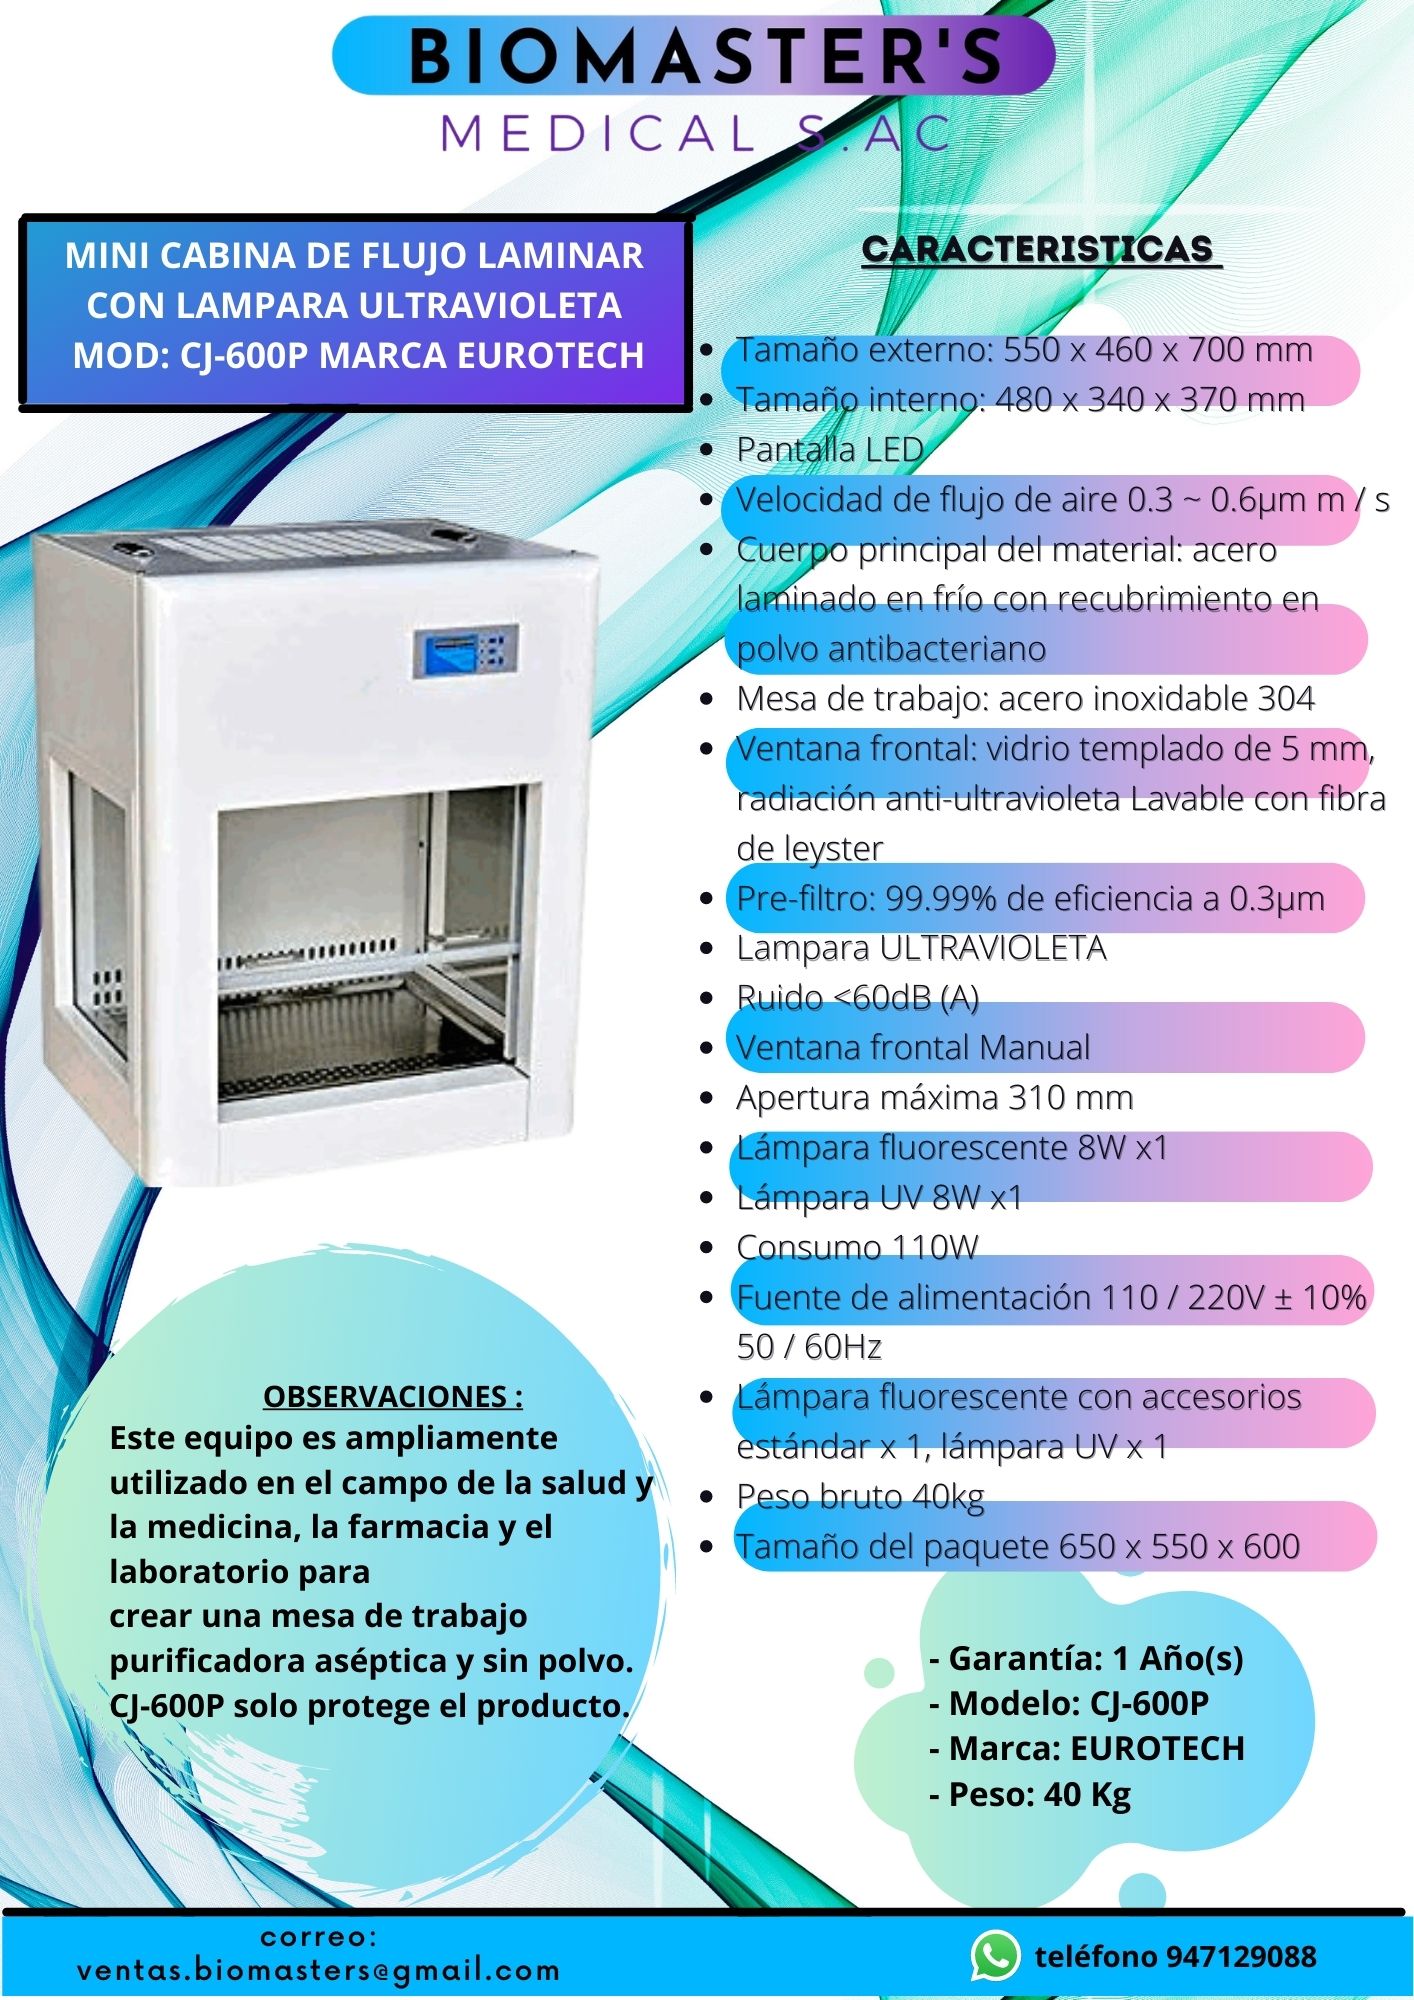 BIOMASTER'S
MEDICAL S.AC
MINI CABINA DE FLUJO LAMINAR
CON LAMPARA ULTRAVIOLETA
MOD: CJ-600P MARCA EUROTECH
CARACTERISTICAS
• Tamaño externo: 550 x 460 x 700 mm
• Tamaño interno: 480 x 340 x 370 mm
• Pantalla LED
• Velocidad de flujo de aire 0.3 ~ 0.6μm m / s
• Cuerpo principal del material: acero
laminado en frío con recubrimiento en
polvo antibacteriano
• Mesa de trabajo: acero inoxidable 304
• Ventana frontal: vidrio templado de 5 mm,
radiación anti-ultravioleta Lavable con fibra
de leyster
• Pre-filtro: 99.99% de eficiencia a 0.3μm
• Lampara ULTRAVIOLETA
• Ruido <60dB (A)
• Ventana frontal Manual
• Apertura máxima 310 mm
• Lámpara fluorescente 8W x1
• Lámpara UV 8W x1
• Consumo 110W
• Fuente de alimentación 110 / 220V ± 10%
50 / 60Hz
• Lámpara fluorescente con accesorios
estándar x 1, lámpara UV x 1
• Peso bruto 40kg
• Tamaño del paquete 650 x 550 x 600
OBSERVACIONES :
Este equipo es ampliamente
utilizado en el campo de la salud y
la medicina, la farmacia y el
laboratorio para
crear una mesa de trabajo
purificadora aséptica y sin polvo.
CJ-600P solo protege el producto.
- Garantía: 1 Año(s)
- Modelo: CJ-600P
- Marca: EUROTECH
- Peso: 40 Kg
correo:
ventas.biomasters@gmail.com
teléfono 947129088